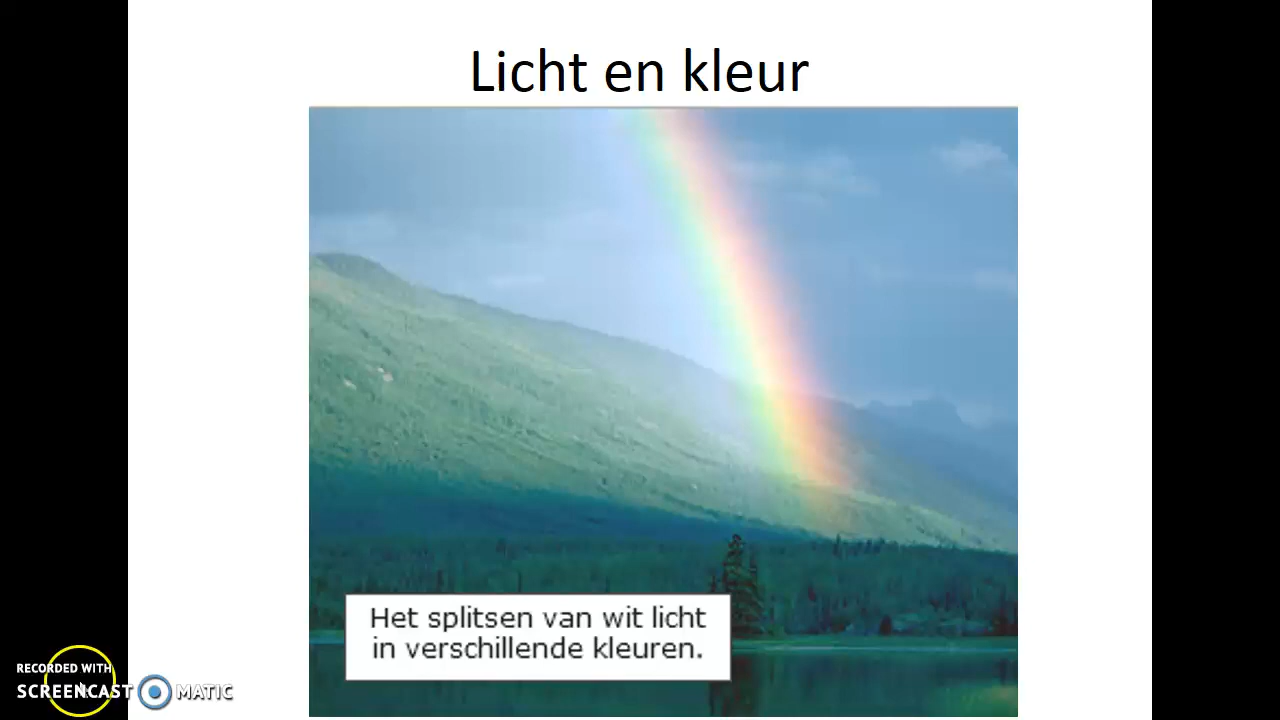 Licht en kleur
Het splitsen van wit licht
in verschillende kleuren.
RECORDED WITH
SCREENCAST MATIC